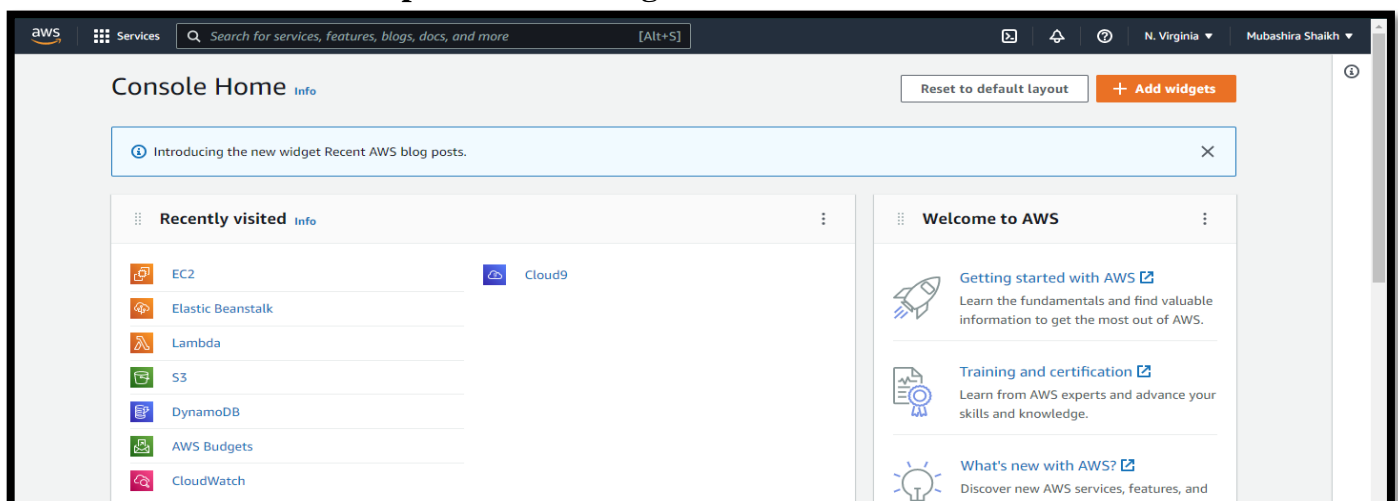 aws
Services
Search for services, features, blogs, docs, and more [Alt+S]
N. Virginia ▼
Mubashira Shaikh ▼
Console Home Info
Reset to default layout
+ Add widgets
Introducing the new widget Recent AWS blog posts.
Recently visited Info
EC2
Elastic Beanstalk
Lambda
S3
DynamoDB
AWS Budgets
CloudWatch
Cloud9
Welcome to AWS
Getting started with AWS
Learn the fundamentals and find valuable
information to get the most out of AWS.
Training and certification
Learn from AWS experts and advance your
skills and knowledge.
What's new with AWS?
Discover new AWS services, features, and